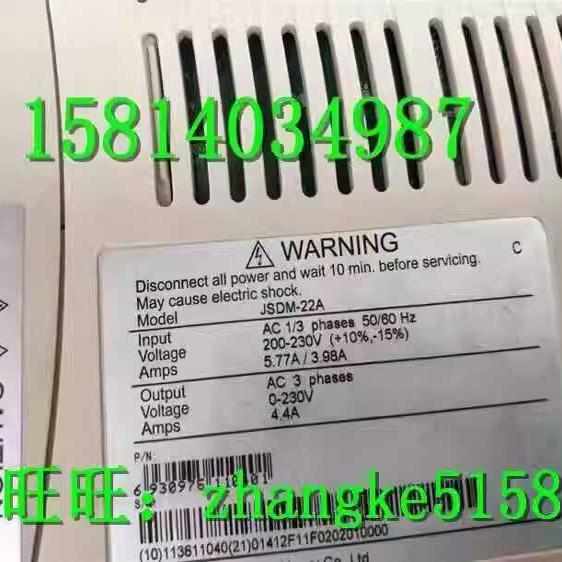 15814034987
WARNING
C
Disconnect all power and wait 10 min. before servicing.
May cause electric shock.
Model JSDM-22A
Input AC 1/3 phases 50/60 Hz
Voltage 200-230V (+10%,-15%)
Amps 5.77A / 3.98A
Output AC 3 phases
Voltage 0-230V
Amps 4.4A
P/N:
旺旺：zhangke5158
(10)113611040(21)01412F11F0202010000
Co., Ltd.